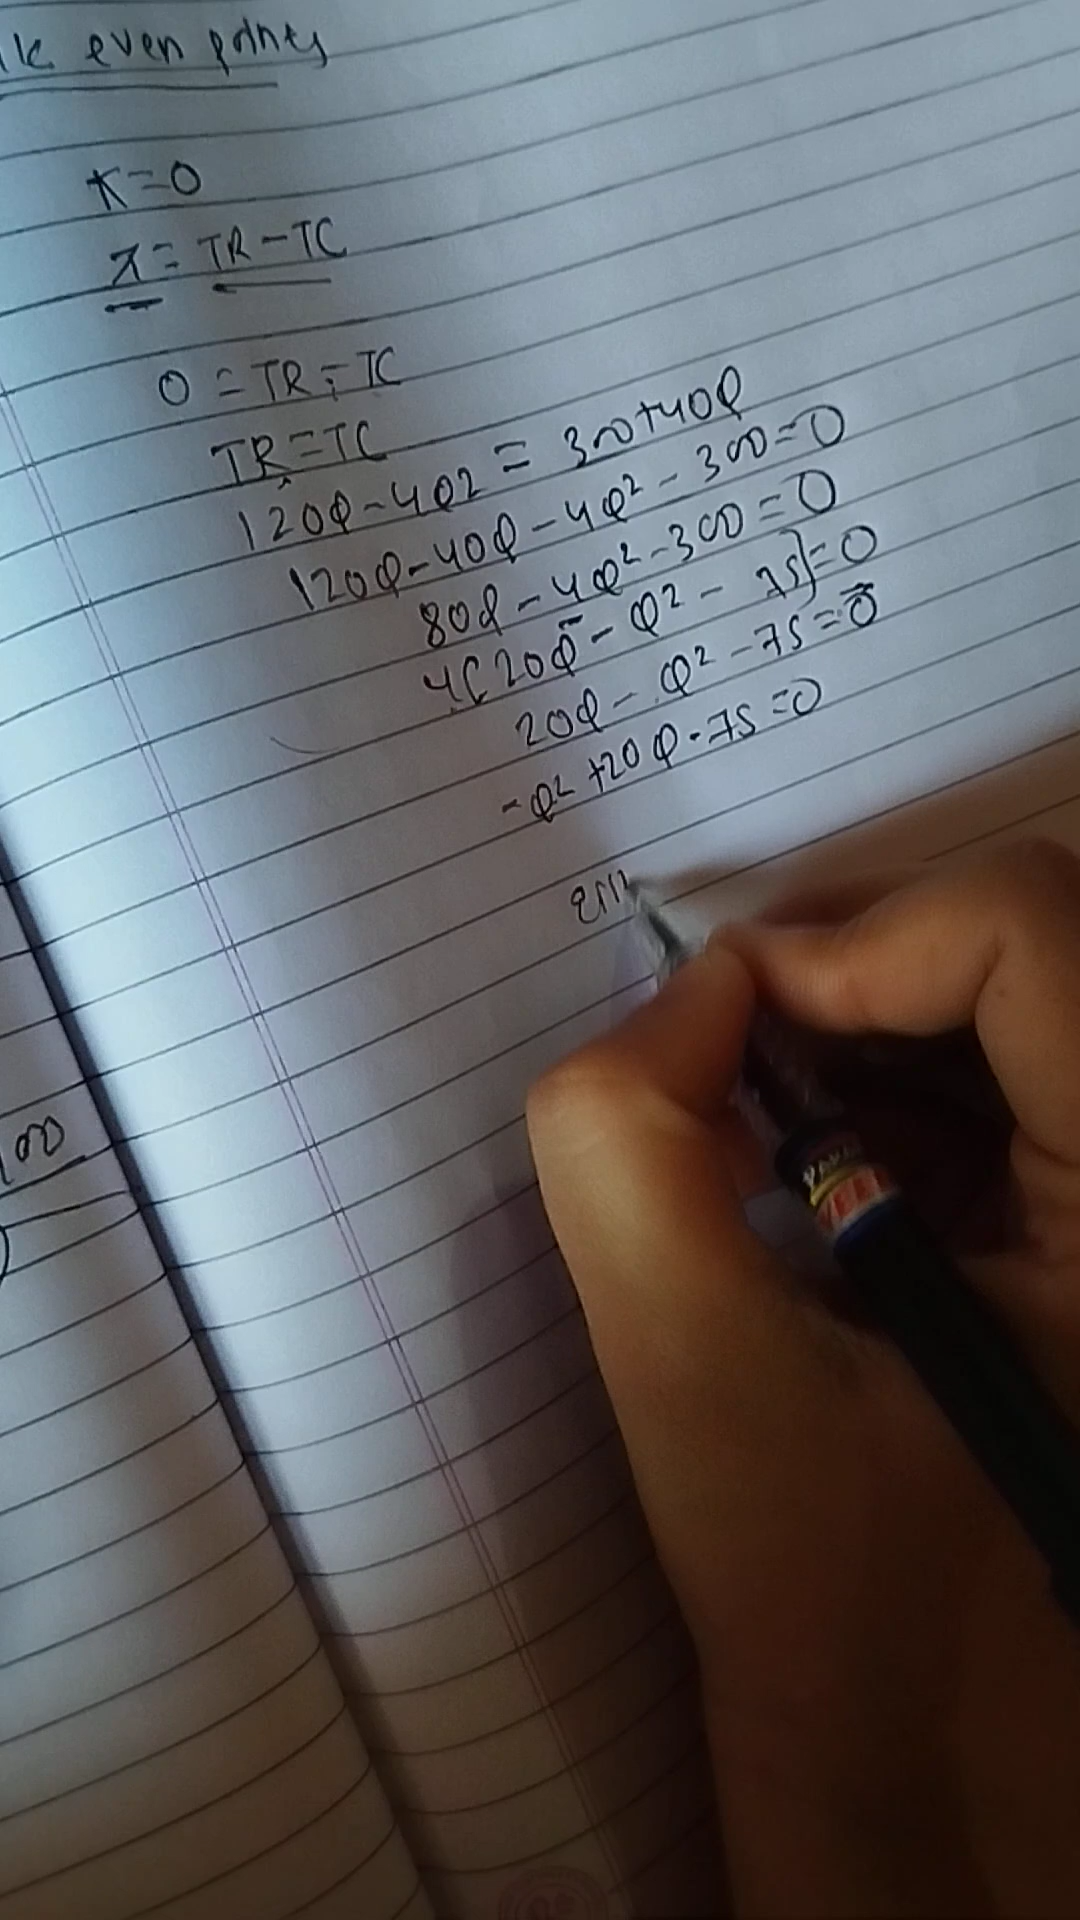 even points
π=0
π= TR-TC
0 = TR-TC
TR=TC
120Q-4Q2 = 300+40Q
120Q-40Q-4Q²-300=0
80Q-4Q²-300=0
4[20Q-Q²-75]=0
20Q-Q²-75=0
-Q²+20Q-75=0